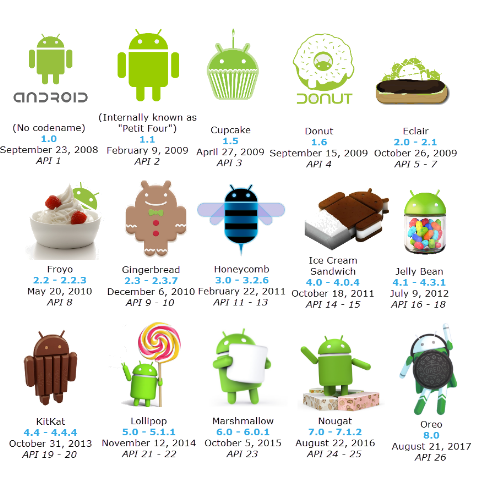 ANDROID
(No codename)
1.0
September 23, 2008
API 1
(Internally known as
"Petit Four")
1.1
February 9, 2009
API 2
Cupcake
1.5
April 27, 2009
API 3
DONUT
Donut
1.6
September 15, 2009
API 4
Eclair
2.0 - 2.1
October 26, 2009
API 5 - 7
Froyo
2.2 - 2.2.3
May 20, 2010
API 8
Gingerbread
2.3 - 2.3.7
December 6, 2010
API 9 - 10
Honeycomb
3.0 - 3.2.6
February 22, 2011
API 11 - 13
Ice Cream
Sandwich
4.0 - 4.0.4
October 18, 2011
API 14 - 15
Jelly Bean
4.1 - 4.3.1
July 9, 2012
API 16 - 18
KitKat
4.4 - 4.4.4
October 31, 2013
API 19 - 20
Lollipop
5.0 - 5.1.1
November 12, 2014
API 21 - 22
Marshmallow
6.0 - 6.0.1
October 5, 2015
API 23
Nougat
7.0 - 7.1.2
August 22, 2016
API 24 - 25
Oreo
8.0
August 21, 2017
API 26